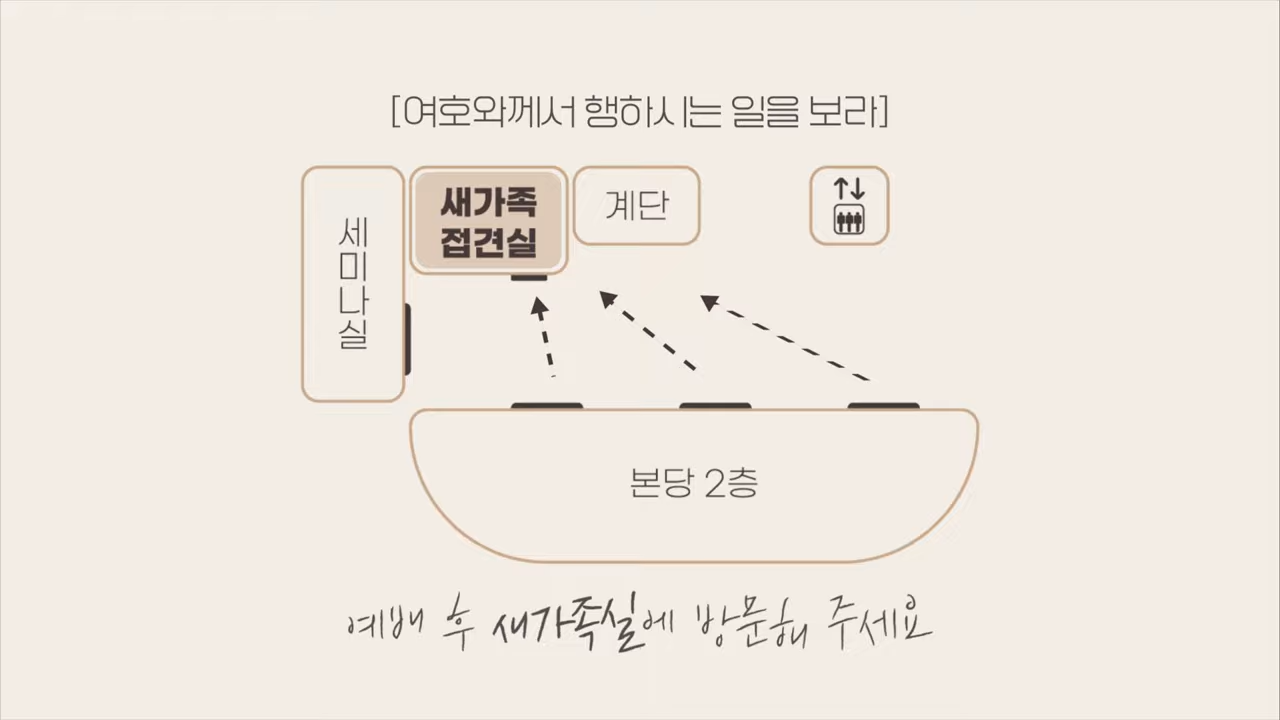 [여호와께서 행하시는 일을 보라]
세미나실
새가족
접견실
계단
본당 2층
예배 후 새가족실에 방문해 주세요